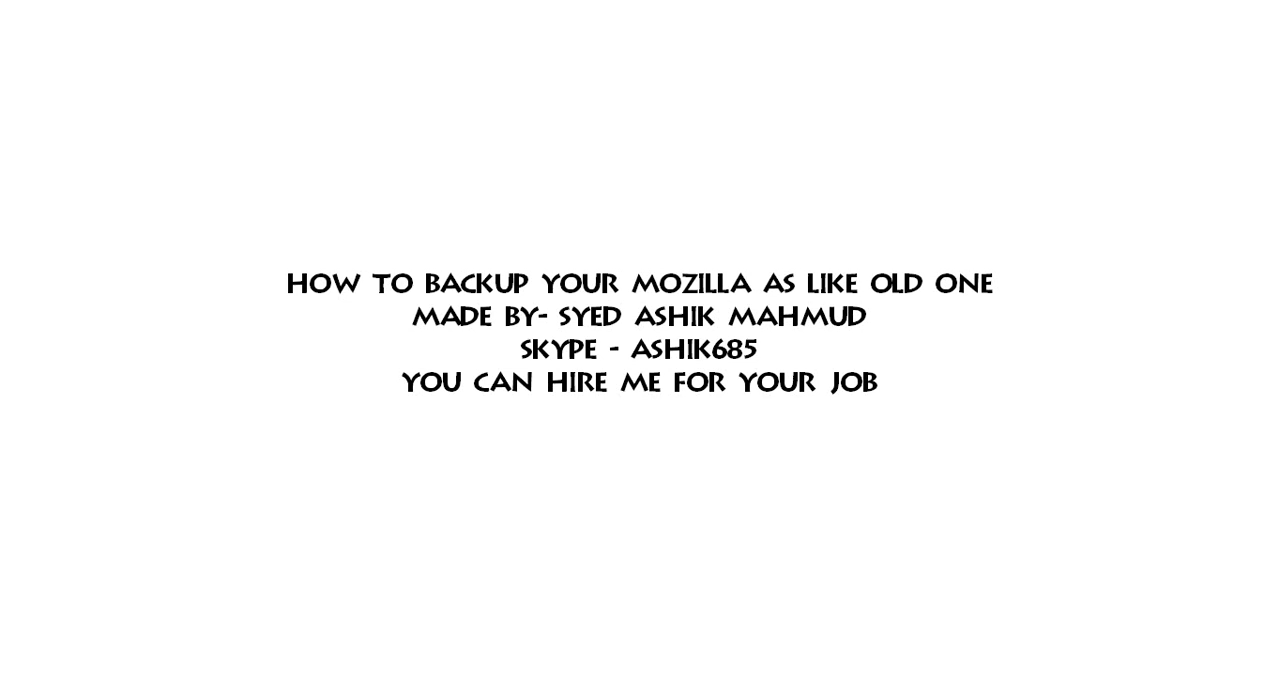 HOW TO BACKUP YOUR MOZILLA AS LIKE OLD ONE
MADE BY- SYED ASHIK MAHMUD
SKYPE - ASHIK685
YOU CAN HIRE ME FOR YOUR JOB